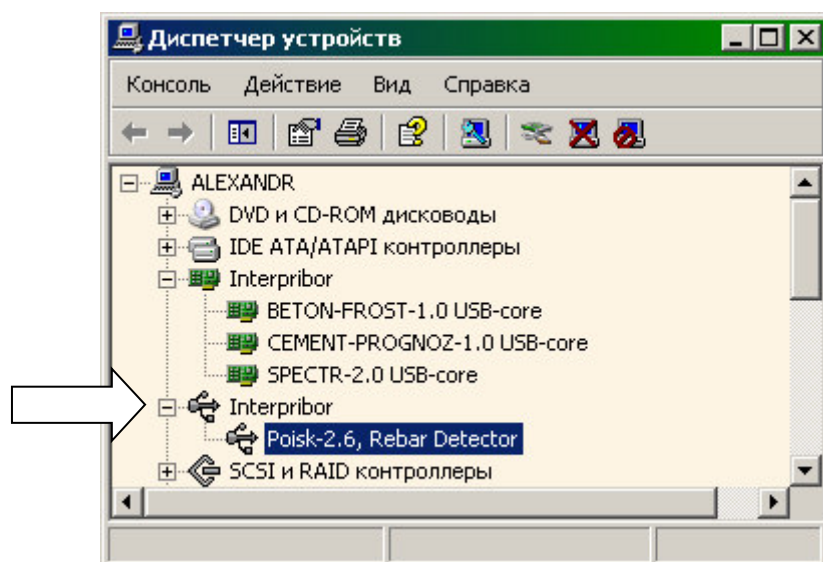 Диспетчер устройств
Консоль Действие Вид Справка
ALEXANDR
DVD и CD-ROM дисководы
IDE ATA/ATAPI контроллеры
Interpribor
BETON-FROST-1.0 USB-core
CEMENT-PROGNOZ-1.0 USB-core
SPECTR-2.0 USB-core
Interpribor
Poisk-2.6, Rebar Detector
SCSI и RAID контроллеры